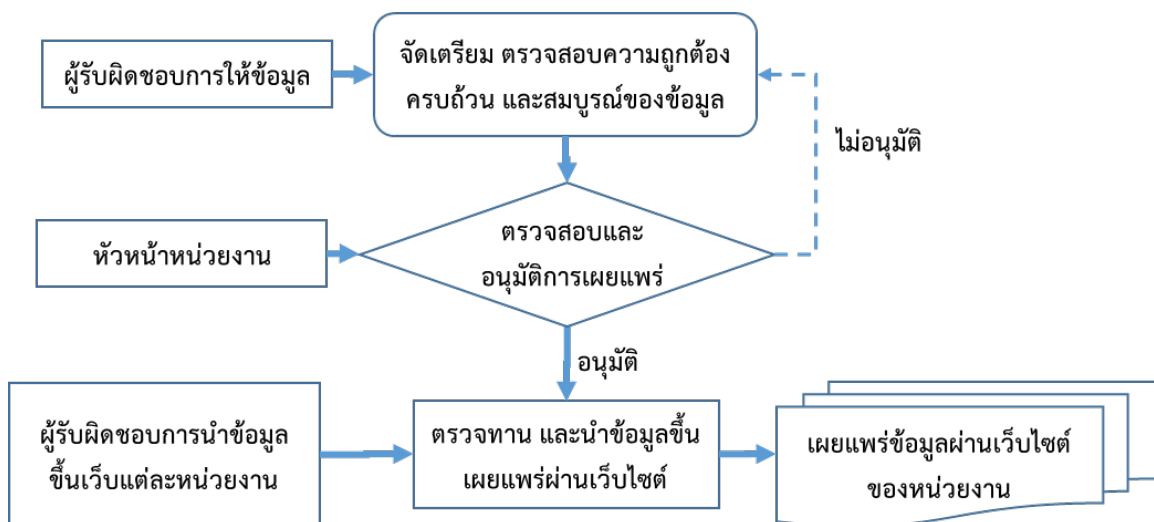 ผู้รับผิดชอบการให้ข้อมูล
จัดเตรียม ตรวจสอบความถูกต้อง
ครบถ้วน และสมบูรณ์ของข้อมูล
ไม่อนุมัติ
หัวหน้าหน่วยงาน
ตรวจสอบและ
อนุมัติการเผยแพร่
อนุมัติ
ผู้รับผิดชอบการนำข้อมูล
ขึ้นเว็บแต่ละหน่วยงาน
ตรวจทาน และนำข้อมูลขึ้น
เผยแพร่ผ่านเว็บไซต์
เผยแพร่ข้อมูลผ่านเว็บไซต์
ของหน่วยงาน